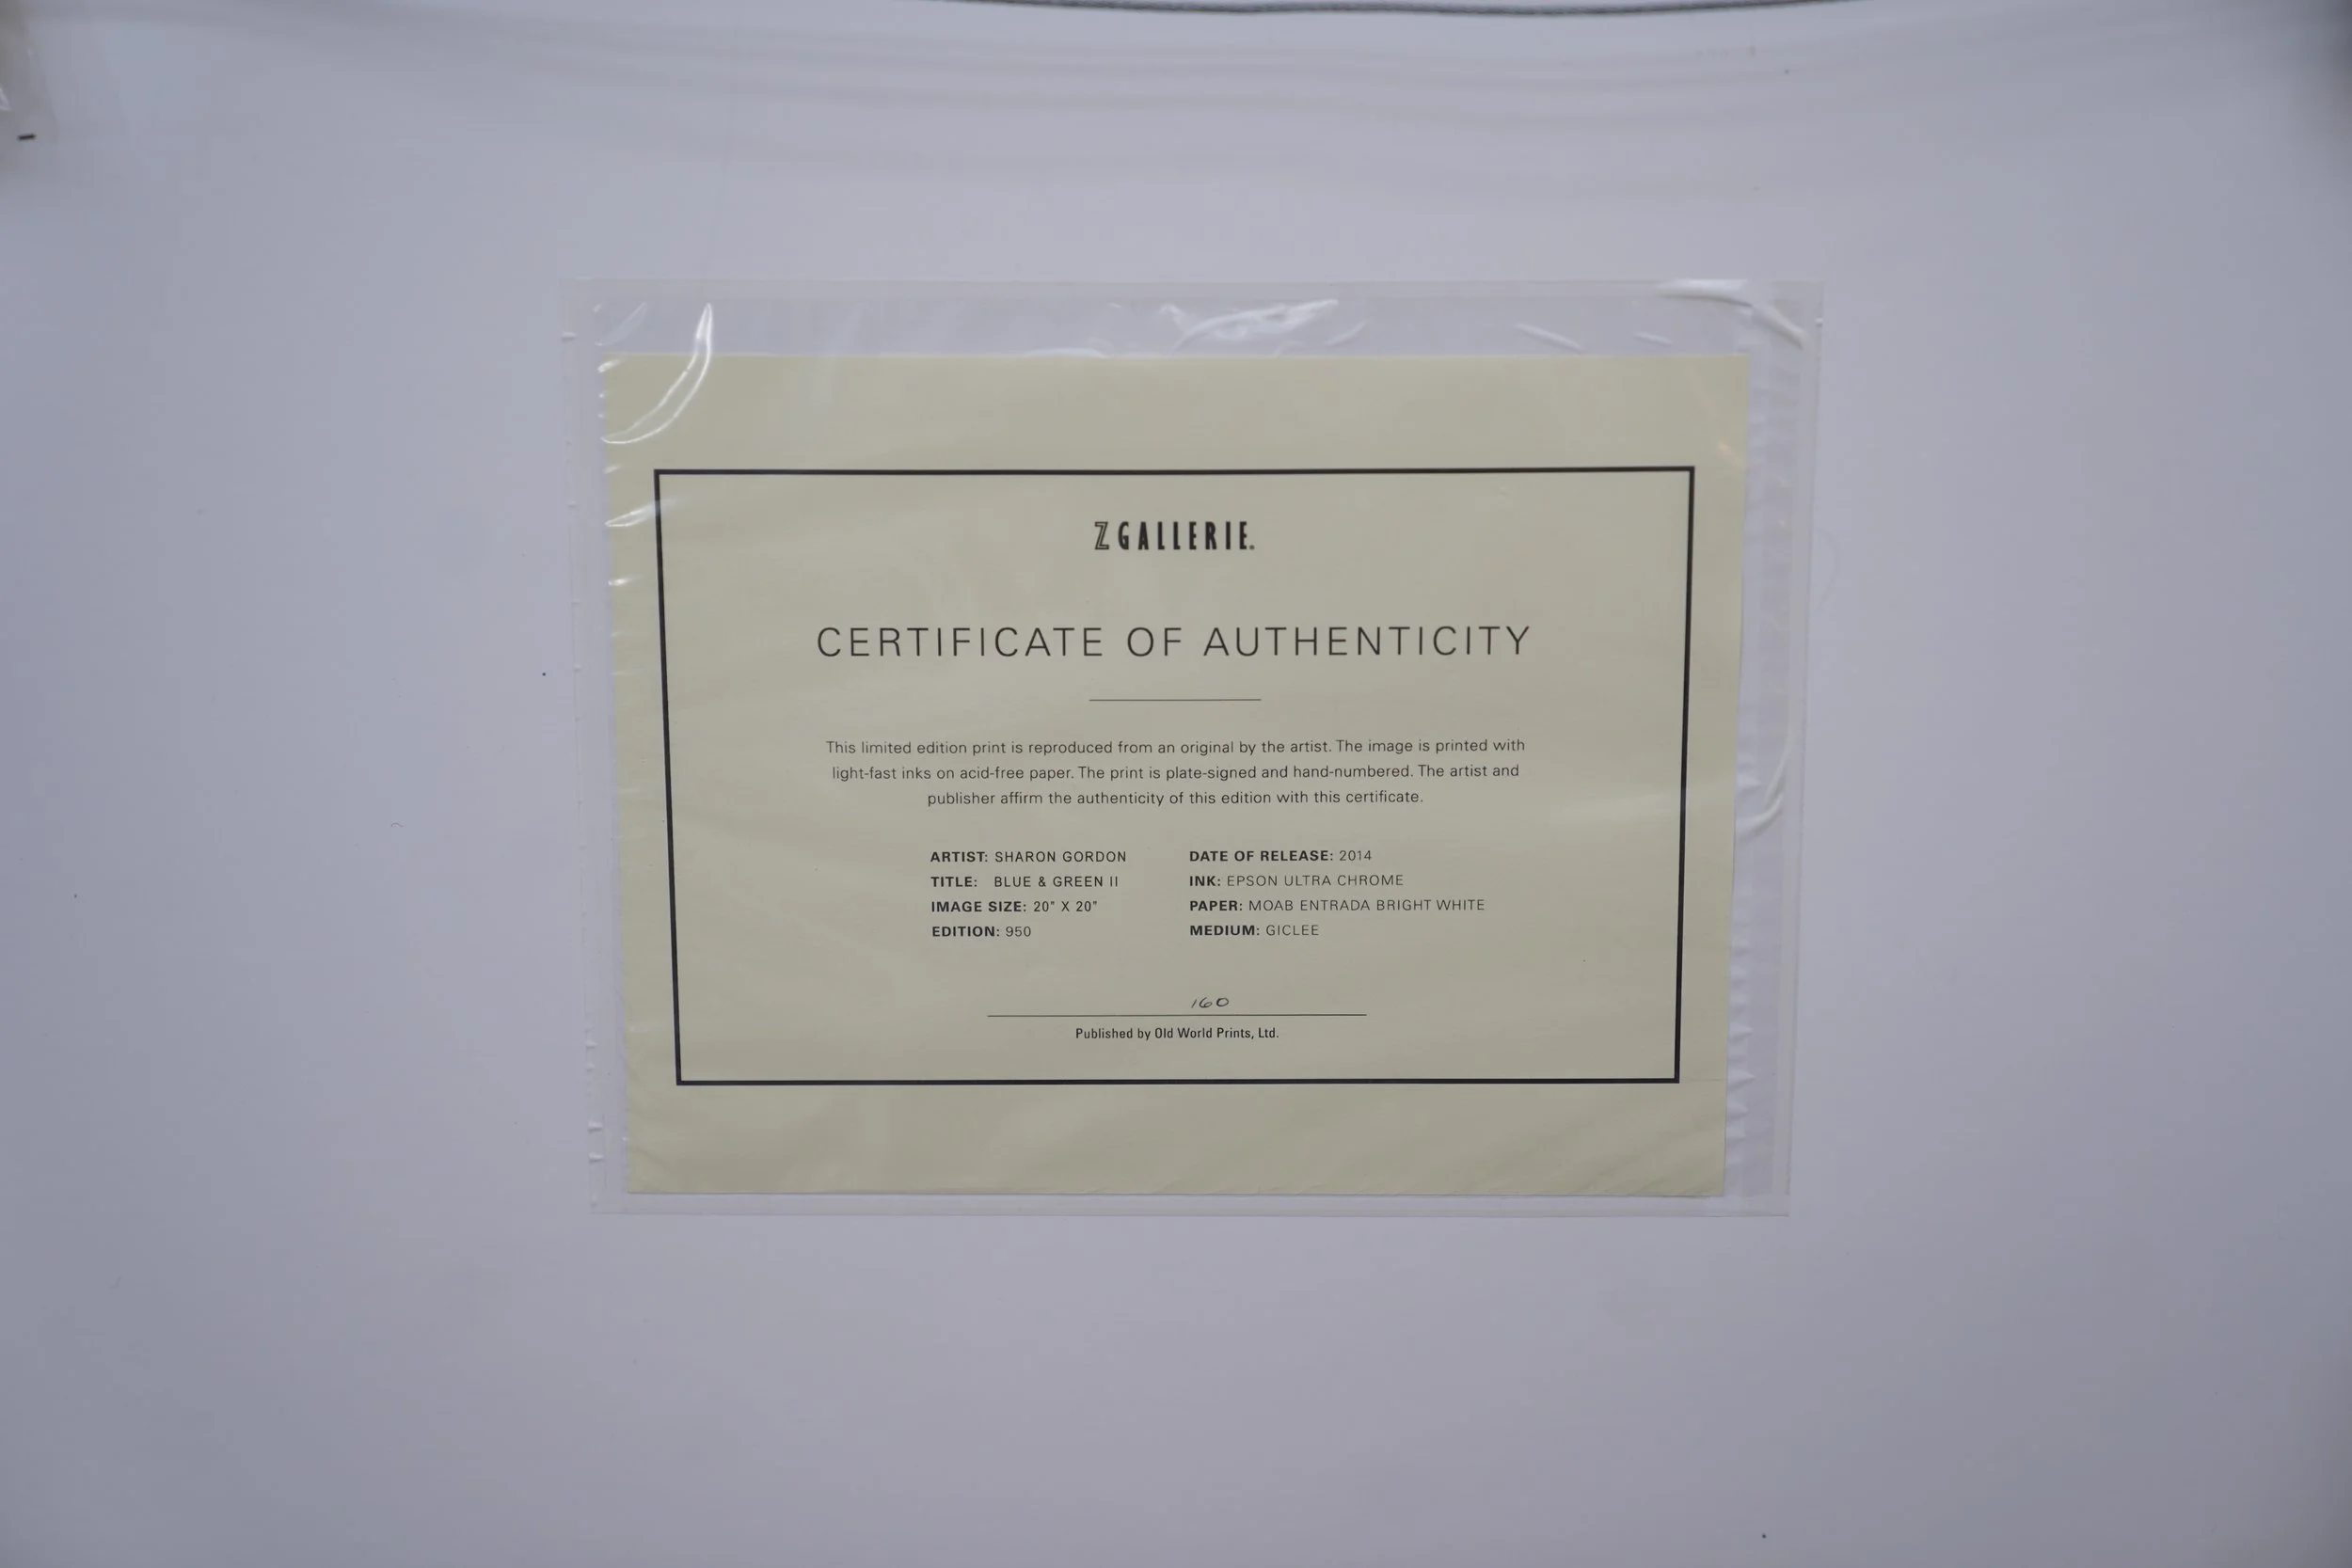 Z GALLERIE.
CERTIFICATE OF AUTHENTICITY
This limited edition print is reproduced from an original by the artist. The image is printed with
light-fast inks on acid-free paper. The print is plate-signed and hand-numbered. The artist and
publisher affirm the authenticity of this edition with this certificate.
ARTIST: SHARON GORDON
TITLE: BLUE & GREEN II
IMAGE SIZE: 20" X 20"
EDITION: 950
DATE OF RELEASE: 2014
INK: EPSON ULTRA CHROME
PAPER: MOAB ENTRADA BRIGHT WHITE
MEDIUM: GICLEE
160
Published by Old World Prints, Ltd.